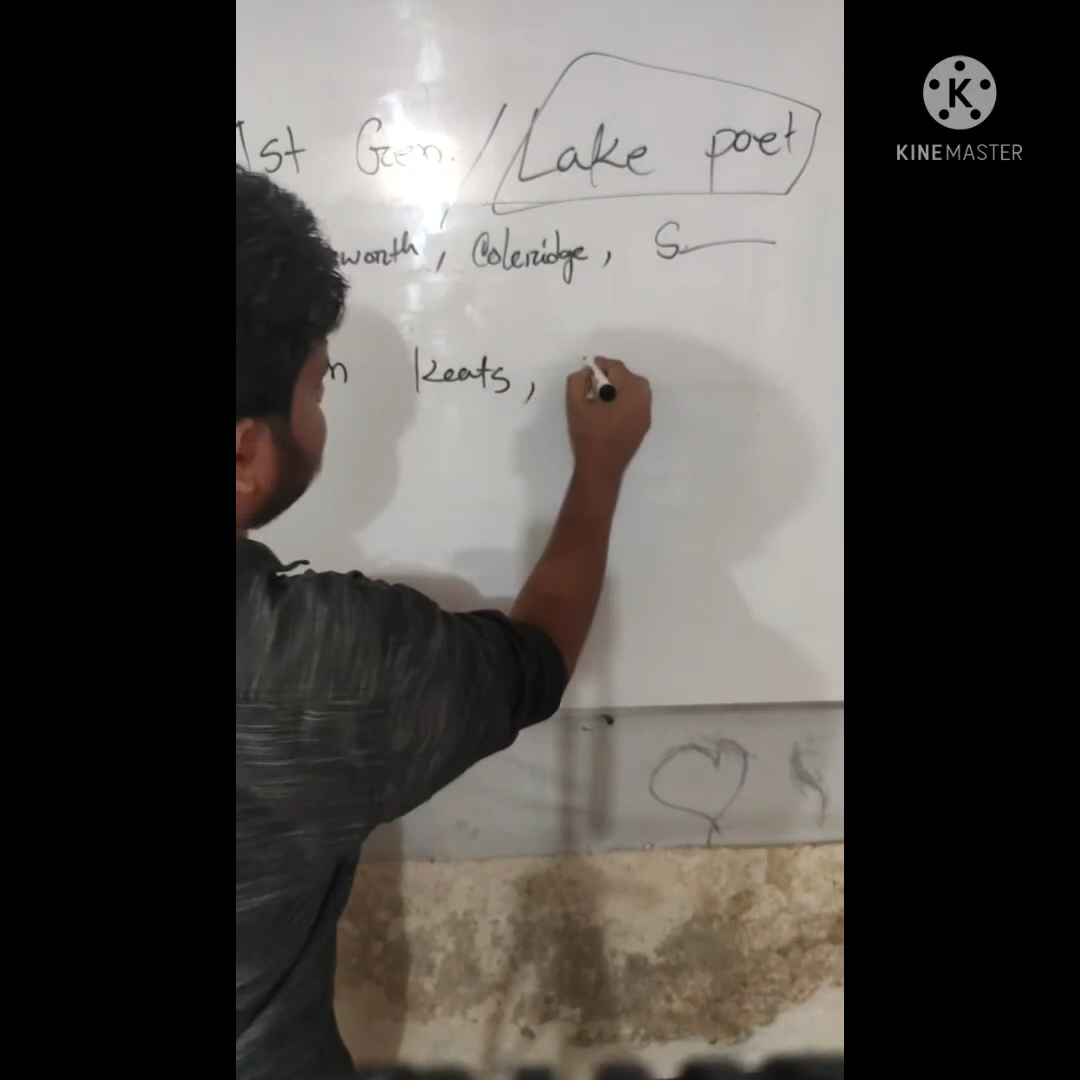 1st Gen. / Lake poet
worth, Coleridge, S
n Keats,
KINEMASTER